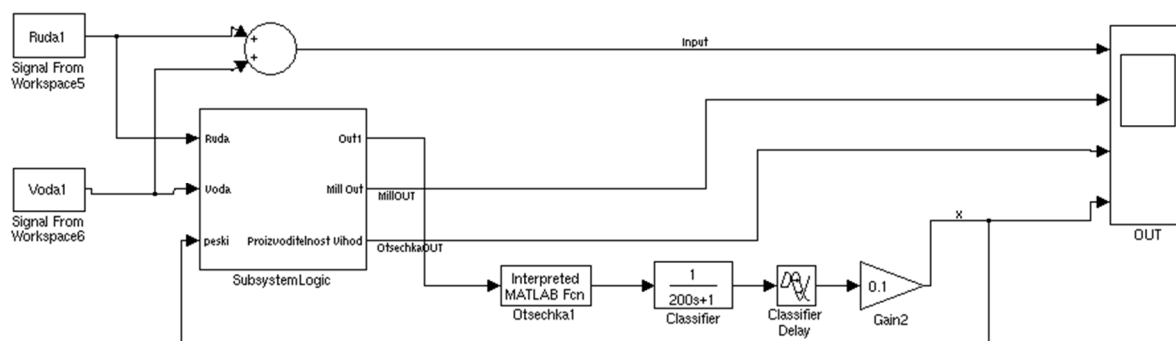 Ruda1
Signal From
Workspace5
+
+
Input
Ruda
Out1
Voda1
Voda
Mill Out
MillOUT
Signal From
Workspace6
peski
Proizvoditelnost Vihod
OtsechkaOUT
SubsystemLogic
X
OUT
Interpreted
MATLAB Fcn
Otsechka1
1
200s+1
Classifier
Classifier
Delay
0.1
Gain2